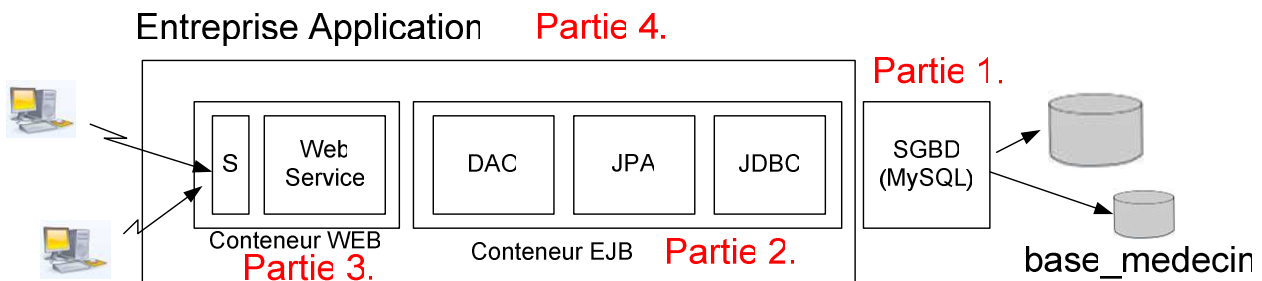 Entreprise Application Partie 4.
Partie 1.
S
Web
Service
DAO
JPA
JDBC
SGBD
(MySQL)
Conteneur WEB
Partie 3.
Conteneur EJB
Partie 2.
base_medecin